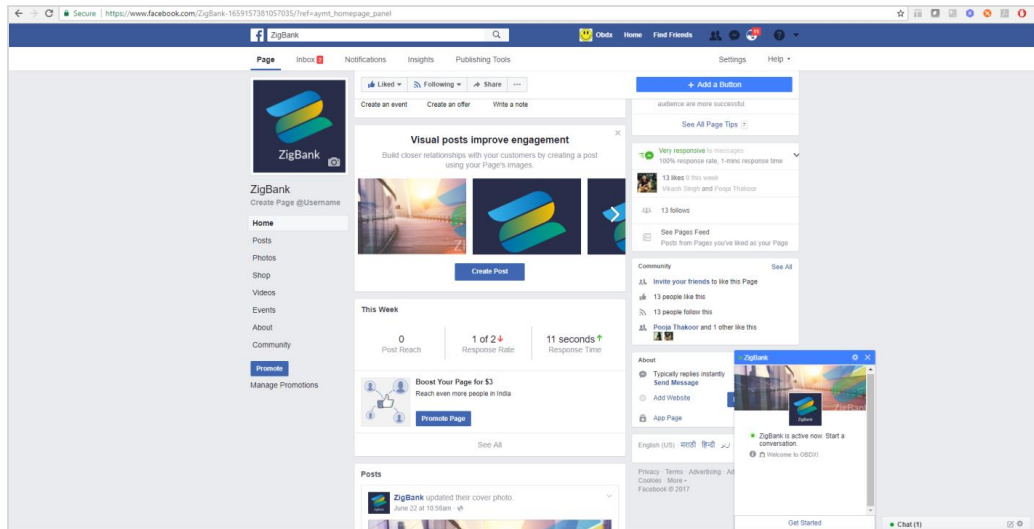 Secure | https://www.facebook.com/ZigBank-1659157381057035/?ref=aymt_homepage_panel
ZigBank
Obdx Home Find Friends
Page Inbox Notifications Insights Publishing Tools Settings Help
ZigBank
ZigBank
Create Page @Username
Home
Posts
Photos
Shop
Videos
Events
About
Community
Promote
Manage Promotions
Liked Following Share
Create an event Create an offer Write a note
Visual posts improve engagement
Build closer relationships with your customers by creating a post
using your Page's images.
Create Post
This Week
0
Post Reach
1 of 2
Response Rate
11 seconds
Response Time
Boost Your Page for $3
Reach even more people in India
Promote Page
See All
Posts
ZigBank updated their cover photo.
June 22 at 10:58am
+ Add a Button
audience are more successful.
See All Page Tips ?
Very responsive to messages
100% response rate, 1-mins response time
13 likes 0 this week
Vikash Singh and Pooja Thakoor
13 follows
See Pages Feed
Posts from Pages you've liked as your Page
Community See All
Invite your friends to like this Page
13 people like this
13 people follow this
Pooja Thakoor and 1 other like this
About
Typically replies instantly
Send Message
Add Website
App Page
English (US) · मराठी · हिन्दी · اردو
Privacy · Terms · Advertising · Ad
Cookies · More
Facebook © 2017
ZigBank
ZigBank
ZigBank is active now. Start a
conversation.
Welcome to OBDX!
Get Started
Chat (1)